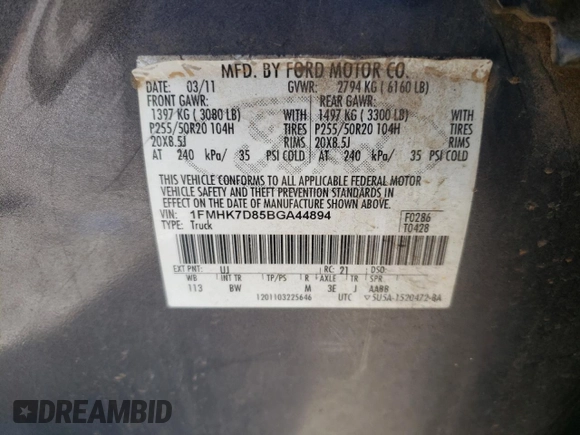 MFD. BY FORD MOTOR CO.
DATE: 03/11 GVWR: 2794 KG ( 6160 LB)
FRONT GAWR: REAR GAWR:
1397 KG ( 3080 LB) 1497 KG ( 3300 LB)
P255/50R20 104H TIRES P255/50R20 104H TIRES
20X8.5J RIMS 20X8.5J RIMS
AT 240 kPa/ 35 PSI COLD AT 240 kPa/ 35 PSI COLD
WITH WITH
THIS VEHICLE CONFORMS TO ALL APPLICABLE FEDERAL MOTOR
VEHICLE SAFETY AND THEFT PREVENTION STANDARDS IN
EFFECT ON THE DATE OF MANUFACTURE SHOWN ABOVE.
VIN: 1FMHK7D85BGA44894 F0286
TYPE: Truck T0428
EXT PNT: UJ RC: 21 DSO:
WB INT TR TP/PS R AXLE TR SPR
113 BW M 3E J AABB
1201103225646 UTC 5U5A-1520472-BA
DREAMBID